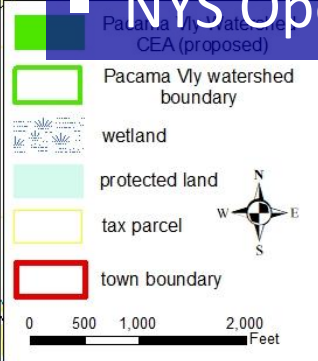 ▪ NYS Ope
Pacama Vly Watershed
CEA (proposed)
Pacama Vly watershed
boundary
wetland
protected land
tax parcel
town boundary
N
W E
S
0 500 1,000 2,000
Feet